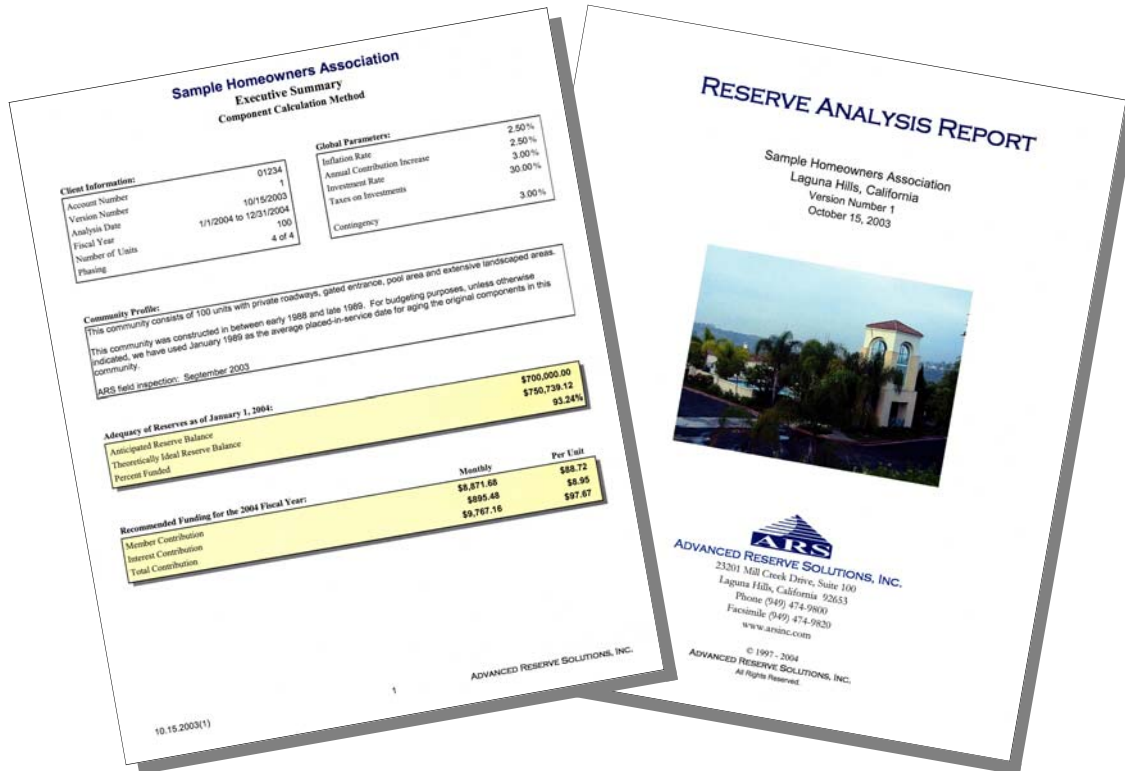 Sample Homeowners Association
Executive Summary
Component Calculation Method
Client Information:
Account Number 01234
Version Number 1
Analysis Date 10/15/2003
Fiscal Year 1/1/2004 to 12/31/2004
Number of Units 100
Phasing 4 of 4
Global Parameters:
Inflation Rate 2.50%
Annual Contribution Increase 2.50%
Investment Rate 3.00%
Taxes on Investments 30.00%
Contingency 3.00%
Community Profile:
This community consists of 100 units with private roadways, gated entrance, pool area and extensive landscaped areas.
This community was constructed in between early 1988 and late 1989. For budgeting purposes, unless otherwise
indicated, we have used January 1989 as the average placed-in-service date for aging the original components in this
community.
ARS field inspection: September 2003
Adequacy of Reserves as of January 1, 2004:
Anticipated Reserve Balance $700,000.00
Theoretically Ideal Reserve Balance $750,739.12
Percent Funded 93.24%
Recommended Funding for the 2004 Fiscal Year: Monthly Per Unit
Member Contribution $8,871.68 $88.72
Interest Contribution $895.48 $8.95
Total Contribution $9,767.16 $97.67
10.15.2003(1) 1 ADVANCED RESERVE SOLUTIONS, INC.
RESERVE ANALYSIS REPORT
Sample Homeowners Association
Laguna Hills, California
Version Number 1
October 15, 2003
ARS
ADVANCED RESERVE SOLUTIONS, INC.
23201 Mill Creek Drive, Suite 100
Laguna Hills, California 92653
Phone (949) 474-9800
Facsimile (949) 474-9820
www.arsinc.com
© 1997 - 2004
ADVANCED RESERVE SOLUTIONS, INC.
All Rights Reserved.